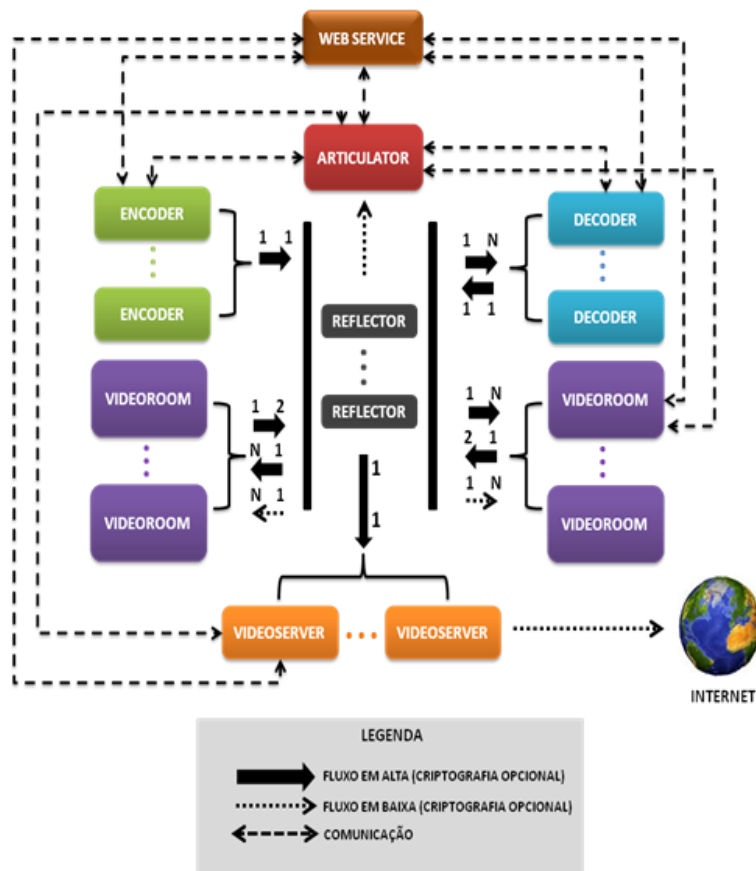 WEB SERVICE
ARTICULATOR
ENCODER
ENCODER
1 1
1 N
1 1
DECODER
DECODER
REFLECTOR
REFLECTOR
VIDEOROOM
VIDEOROOM
1 2
N 1
N 1
1 N
2 1
1 N
VIDEOROOM
VIDEOROOM
1
1
VIDEOSERVER
VIDEOSERVER
INTERNET
LEGENDA
FLUXO EM ALTA (CRIPTOGRAFIA OPCIONAL)
FLUXO EM BAIXA (CRIPTOGRAFIA OPCIONAL)
COMUNICAÇÃO